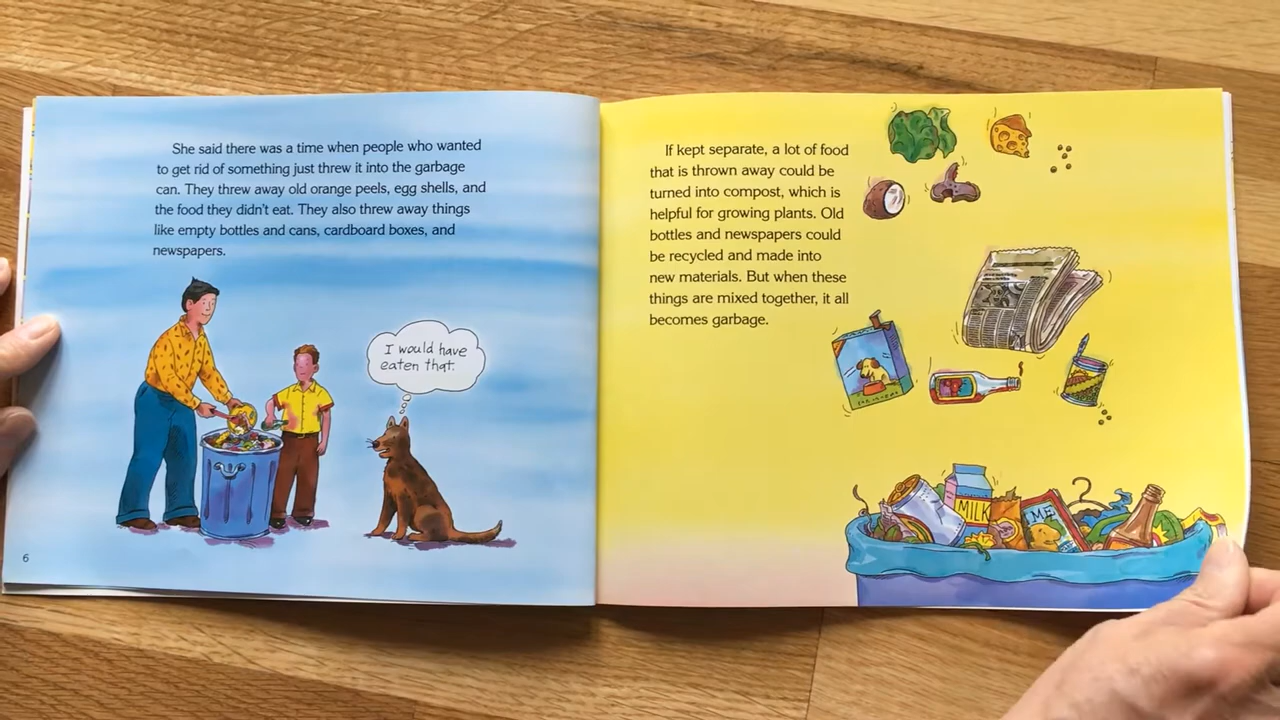 She said there was a time when people who wanted
to get rid of something just threw it into the garbage
can. They threw away old orange peels, egg shells, and
the food they didn't eat. They also threw away things
like empty bottles and cans, cardboard boxes, and
newspapers.
I would have
eaten that.
6
If kept separate, a lot of food
that is thrown away could be
turned into compost, which is
helpful for growing plants. Old
bottles and newspapers could
be recycled and made into
new materials. But when these
things are mixed together, it all
becomes garbage.
MILK